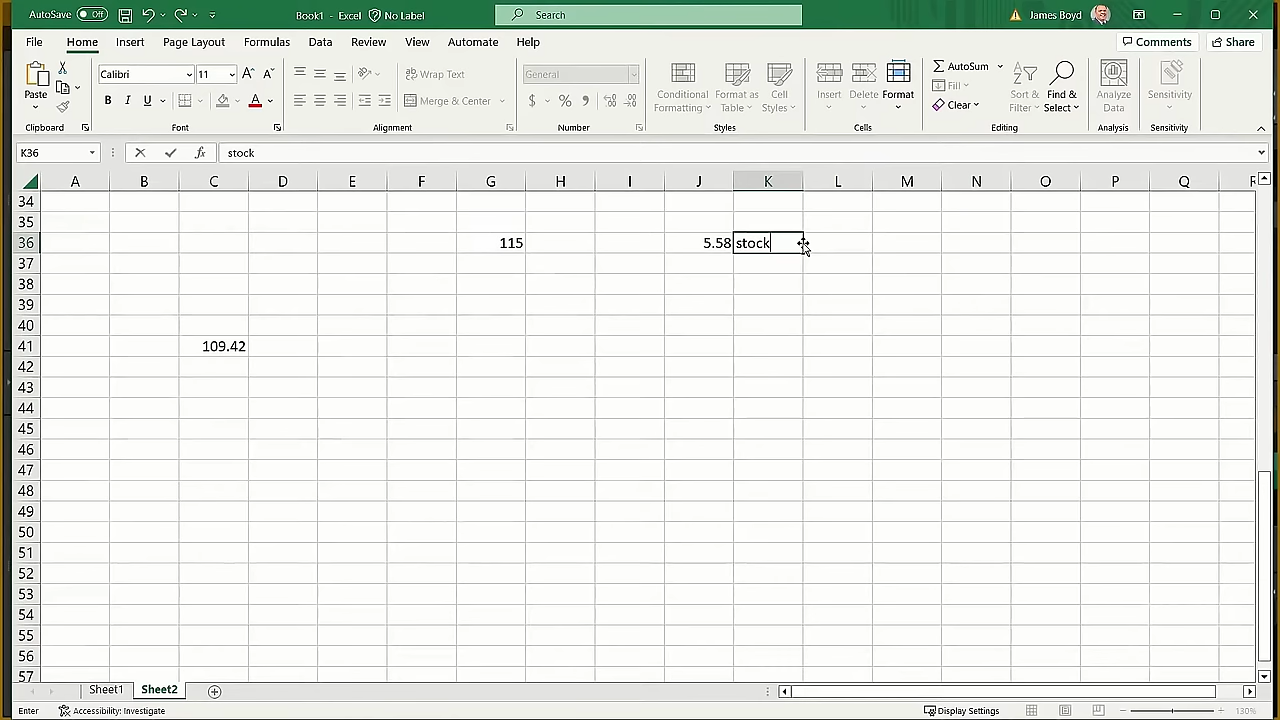 AutoSave Off Book1 - Excel No Label Search James Boyd
File Home Insert Page Layout Formulas Data Review View Automate Help Comments Share
Paste Calibri 11 Wrap Text General Conditional Formatting Format as Table Cell Styles Insert Delete Format AutoSum Sort & Filter Find & Select Analyze Data Sensitivity
B I U A Merge & Center $ % Fill Clear
Clipboard Font Alignment Number Styles Cells Editing Analysis Sensitivity
K36 fx stock
A B C D E F G H I J K L M N O P Q R
34
35
36 115 5.58 stock
37
38
39
40
41 109.42
42
43
44
45
46
47
48
49
50
51
52
53
54
55
56
57
Sheet1 Sheet2
Enter Accessibility: Investigate Display Settings 130%